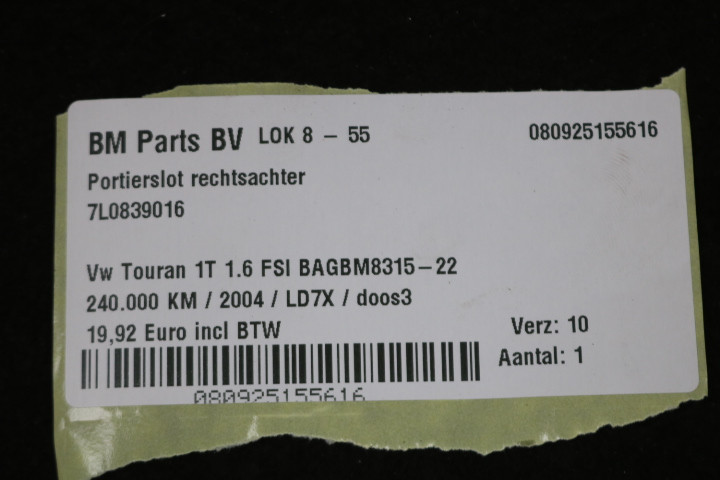 BM Parts BV LOK 8 – 55 080925155616
Portierslot rechtsachter
7L0839016
Vw Touran 1T 1.6 FSI BAGBM8315–22
240.000 KM / 2004 / LD7X / doos3
19,92 Euro incl BTW
Verz: 10
Aantal: 1
080925155616